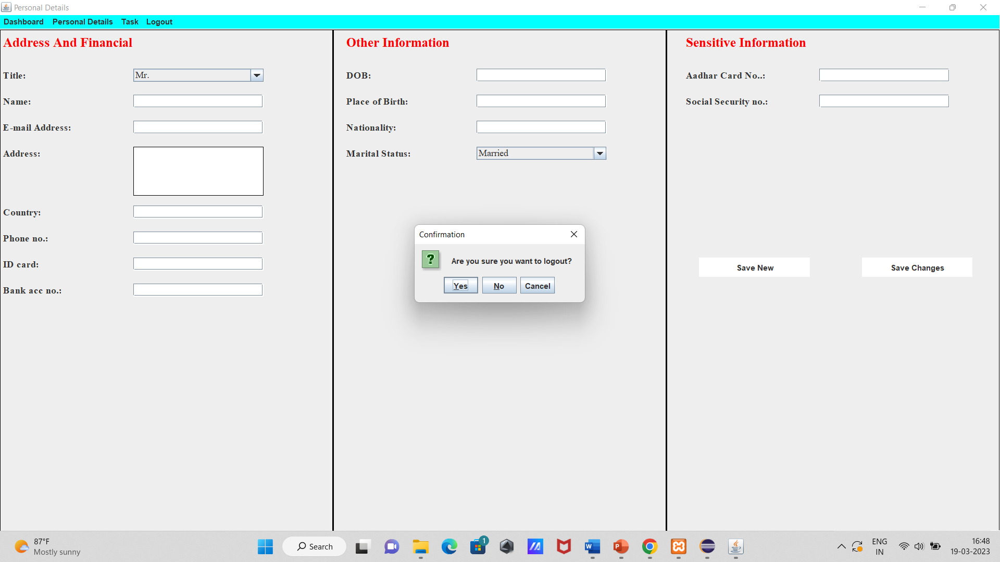 Personal Details
Dashboard Personal Details Task Logout
Address And Financial
Title: Mr.
Name:
E-mail Address:
Address:
Country:
Phone no.:
ID card:
Bank acc no.:
Other Information
DOB:
Place of Birth:
Nationality:
Marital Status: Married
Sensitive Information
Aadhar Card No..:
Social Security no.:
Save New Save Changes
Confirmation
?
Are you sure you want to logout?
Yes No Cancel
87°F
Mostly sunny
Search
1
W
P
ENG
IN
16:48
19-03-2023